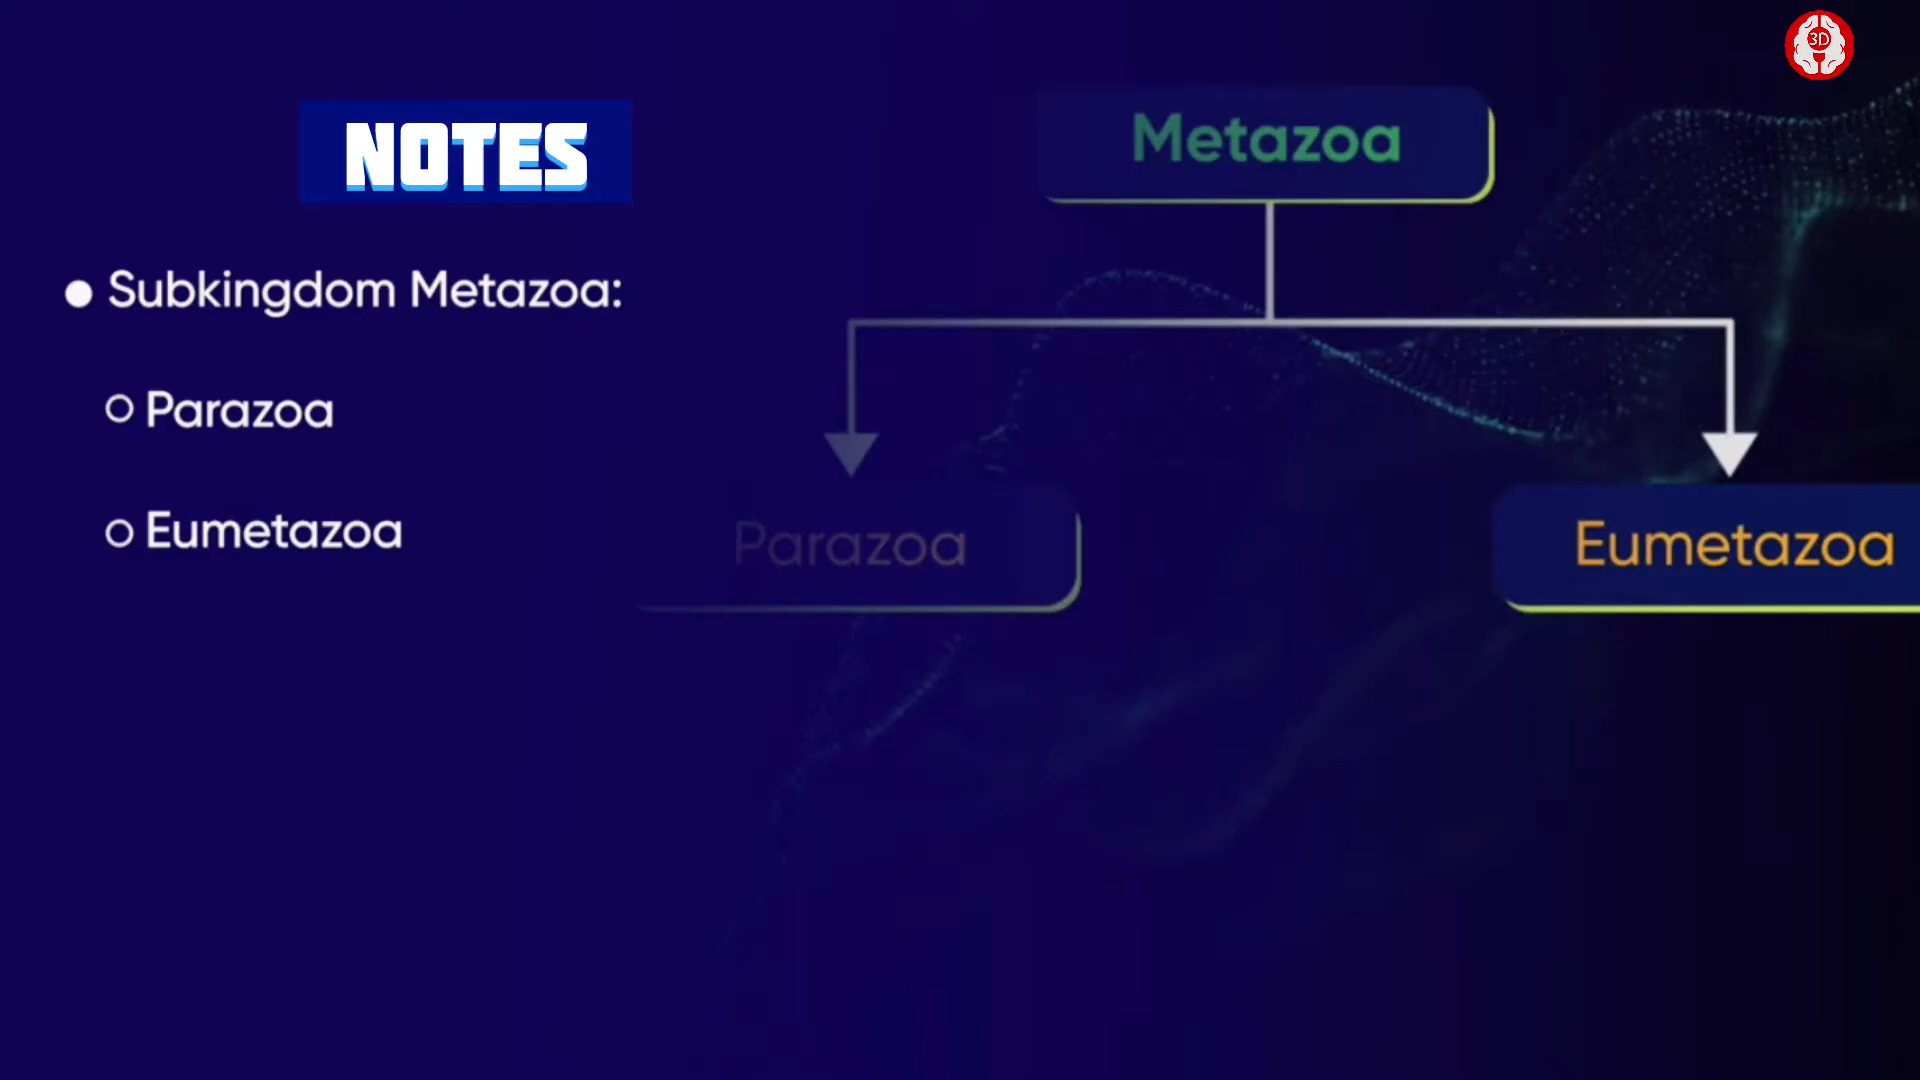 NOTES
● Subkingdom Metazoa:
○ Parazoa
○ Eumetazoa
Metazoa
Parazoa
Eumetazoa
3D